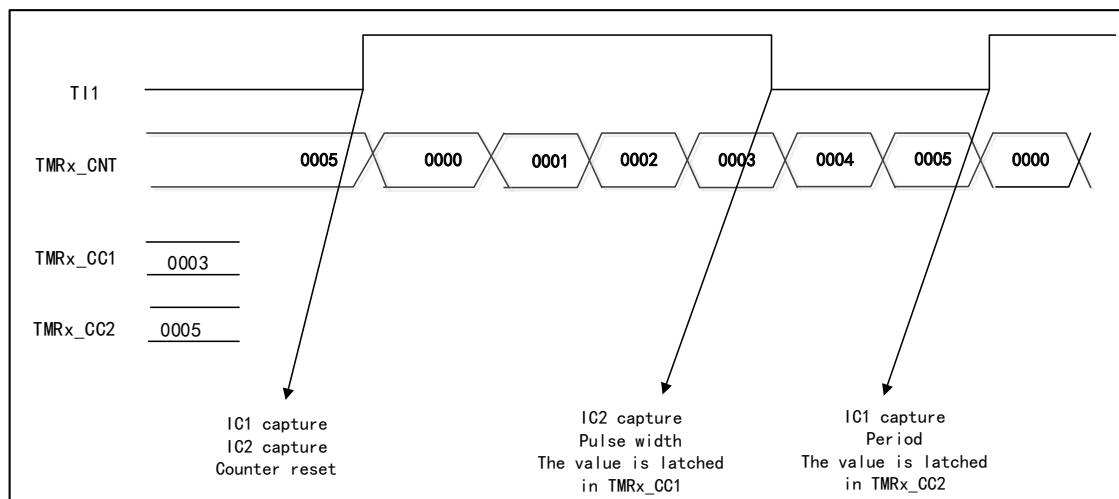 TI1
TMRx_CNT
0005 0000 0001 0002 0003 0004 0005 0000
TMRx_CC1
0003
TMRx_CC2
0005
IC1 capture
IC2 capture
Counter reset
IC2 capture
Pulse width
The value is latched
in TMRx_CC1
IC1 capture
Period
The value is latched
in TMRx_CC2